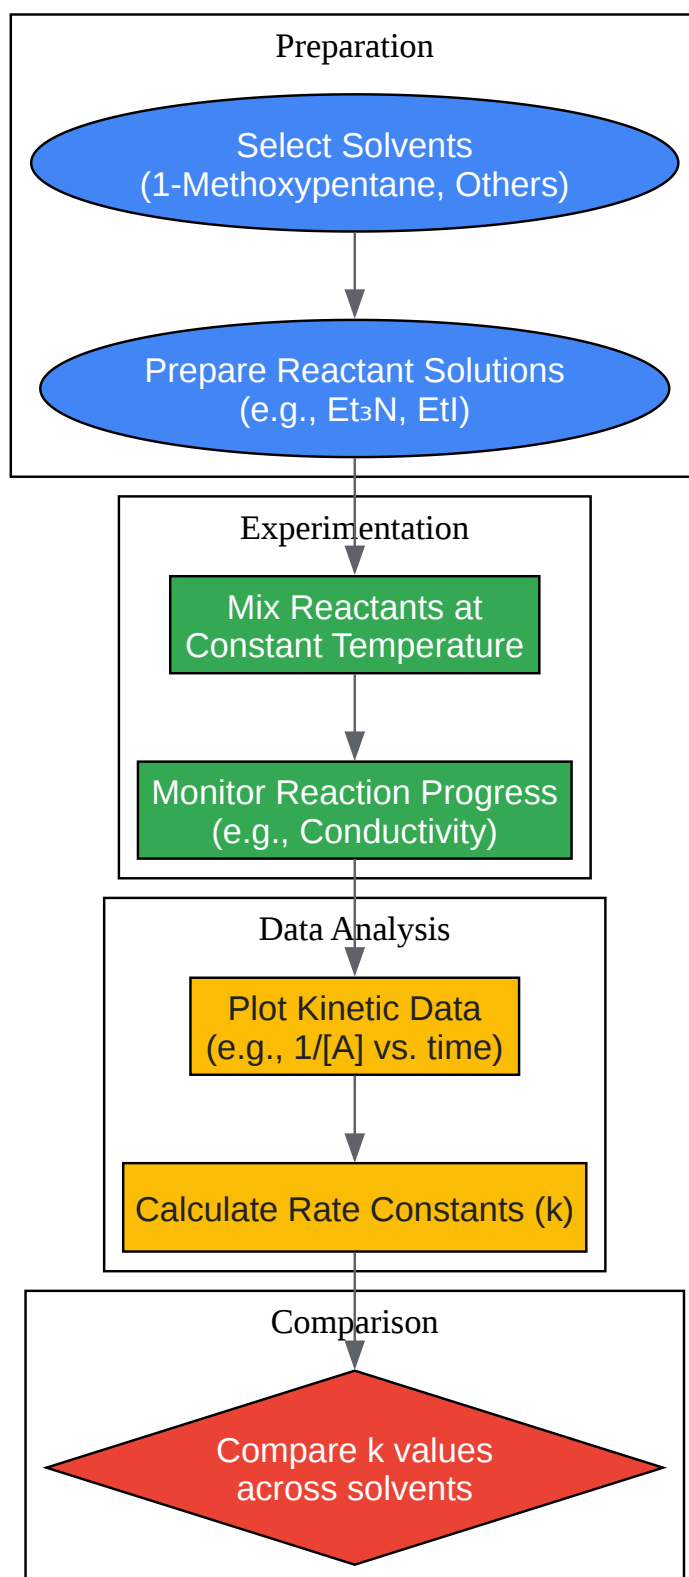 Preparation
Select Solvents
(1-Methoxypentane, Others)
Prepare Reactant Solutions
(e.g., Et₃N, EtI)
Experimentation
Mix Reactants at
Constant Temperature
Monitor Reaction Progress
(e.g., Conductivity)
Data Analysis
Plot Kinetic Data
(e.g., 1/[A] vs. time)
Calculate Rate Constants (k)
Comparison
Compare k values
across solvents